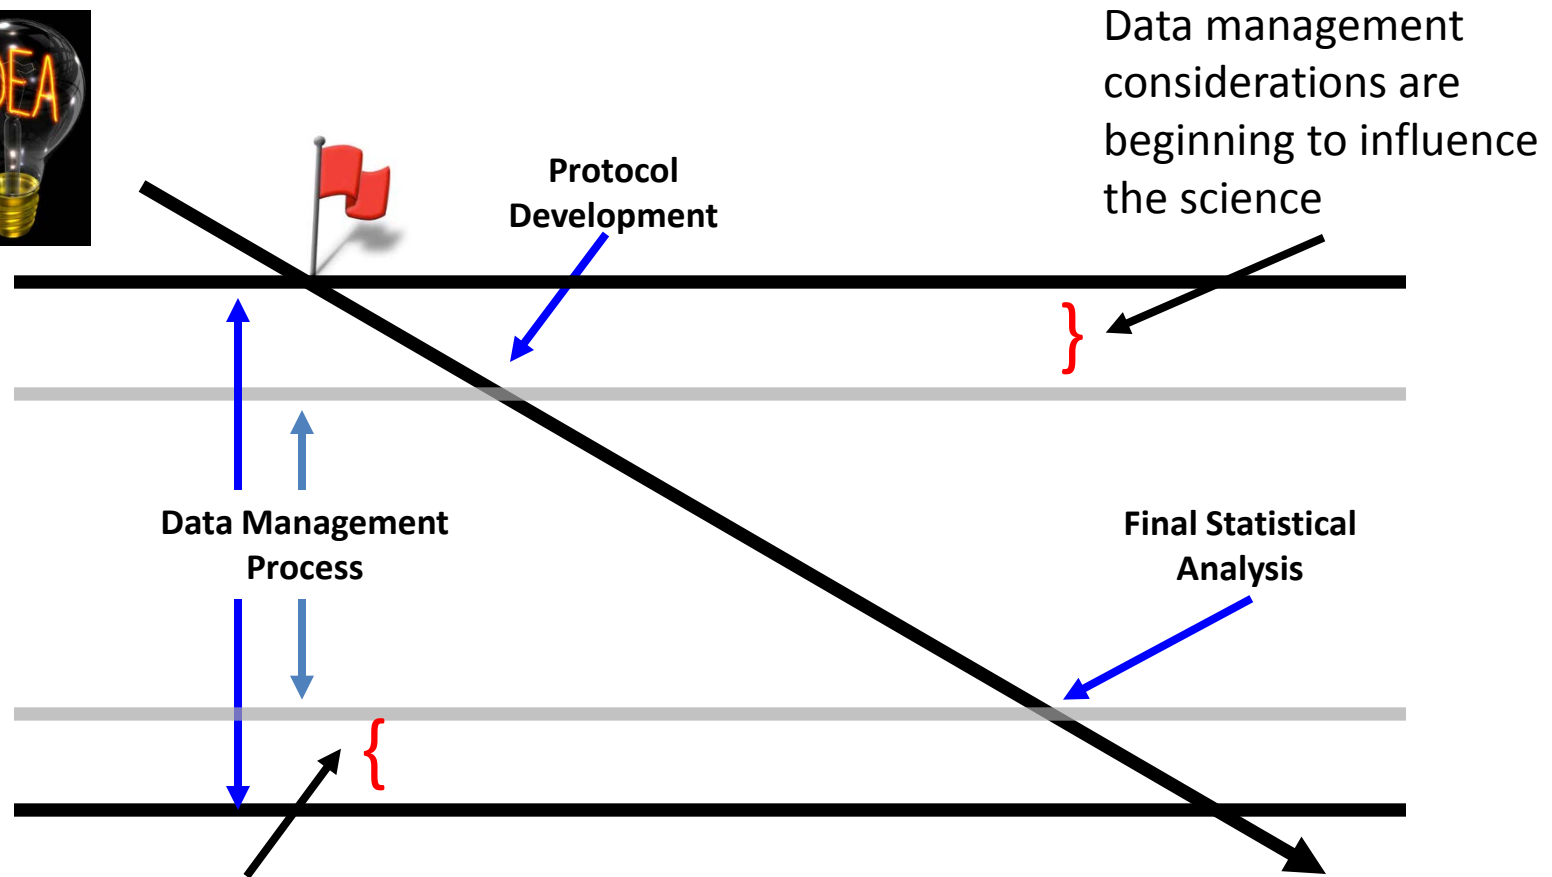 Data management
considerations are
beginning to influence
the science
Protocol
Development
Data Management
Process
Final Statistical
Analysis